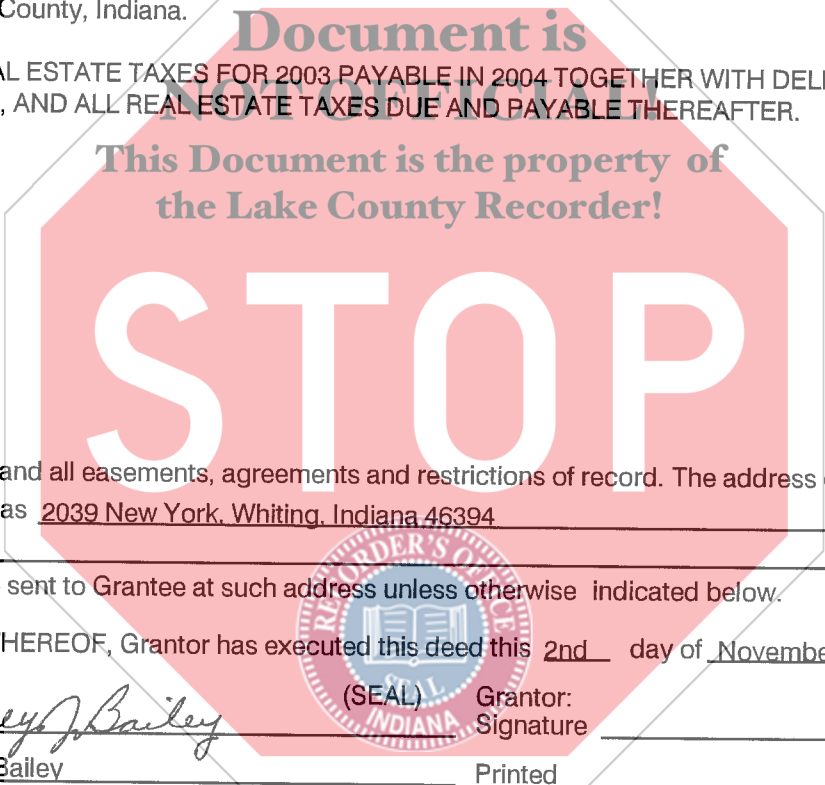 County, Indiana.
Document is
AL ESTATE TAXES FOR 2003 PAYABLE IN 2004 TOGETHER WITH DELI
NOT OFFICIAL!
, AND ALL REAL ESTATE TAXES DUE AND PAYABLE THEREAFTER.
This Document is the property of
the Lake County Recorder!
STOP
and all easements, agreements and restrictions of record. The address
as 2039 New York, Whiting, Indiana 46394
RECORDER'S OFFICE
sent to Grantee at such address unless otherwise indicated below.
HEREOF, Grantor has executed this deed this 2nd day of Novembe
SEAL
(SEAL) Grantor:
ey J. Bailey
INDIANA
Signature
Bailey
Printed